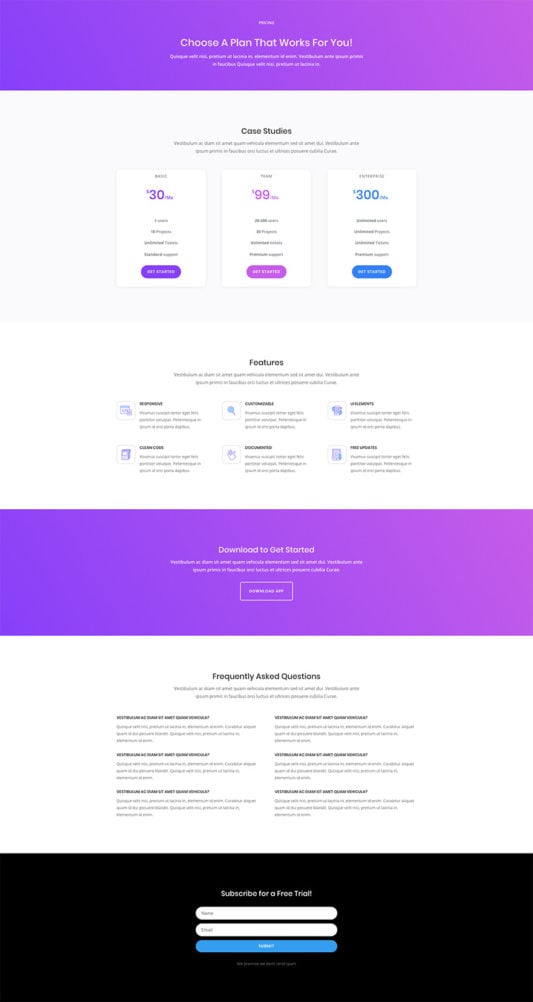 PRICING
Choose A Plan That Works For You!
Quisque velit nisi, pretium ut lacinia in, elementum id enim. Vestibulum ante ipsum primis
in faucibus Quisque velit nisi, pretium ut lacinia in.
Case Studies
Vestibulum ac diam sit amet quam vehicula elementum sed sit amet dui. Vestibulum ante
ipsum primis in faucibus orci luctus et ultrices posuere cubilia Curae.
BASIC
$30/Mo
users
10 Projects
Unlimited Tickets
Standard support
GET STARTED
TEAM
$99/Mo
users
Projects
Unlimited tickets
Premium support
GET STARTED
ENTERPRISE
$300/Mo
Unlimited users
Unlimited Projects
Unlimited Tickets
Premium support
GET STARTED
Features
Vestibulum ac diam sit amet quam vehicula elementum sed sit amet dui. Vestibulum ante
ipsum primis in faucibus orci luctus et ultrices posuere cubilia Curae.
RESPONSIVE
Vivamus suscipit tortor eget felis
porttitor volutpat. Pellentesque in
ipsum id orci porta dapibus.
CUSTOMIZABLE
Vivamus suscipit tortor eget felis
porttitor volutpat. Pellentesque in
ipsum id orci porta dapibus.
UI ELEMENTS
Vivamus suscipit tortor eget felis
porttitor volutpat. Pellentesque in
ipsum id orci porta dapibus.
CLEAN CODE
Vivamus suscipit tortor eget felis
porttitor volutpat. Pellentesque in
ipsum id orci porta dapibus.
DOCUMENTED
Vivamus suscipit tortor eget felis
porttitor volutpat. Pellentesque in
ipsum id orci porta dapibus.
FREE UPDATES
Vivamus suscipit tortor eget felis
porttitor volutpat. Pellentesque in
ipsum id orci porta dapibus.
Download to Get Started
Vestibulum ac diam sit amet quam vehicula elementum sed sit amet dui. Vestibulum ante
ipsum primis in faucibus orci luctus et ultrices posuere cubilia Curae.
DOWNLOAD APP
Frequently Asked Questions
Vestibulum ac diam sit amet quam vehicula elementum sed sit amet dui. Vestibulum ante
ipsum primis in faucibus orci luctus et ultrices posuere cubilia Curae.
VESTIBULUM AC DIAM SIT AMET QUAM VEHICULA?
Quisque velit nisi, pretium ut lacinia in, elementum id enim. Curabitur aliquet
quam id dui posuere blandit. Quisque velit nisi, pretium ut lacinia in,
elementum id enim.
VESTIBULUM AC DIAM SIT AMET QUAM VEHICULA?
Quisque velit nisi, pretium ut lacinia in, elementum id enim. Curabitur aliquet
quam id dui posuere blandit. Quisque velit nisi, pretium ut lacinia in,
elementum id enim.
VESTIBULUM AC DIAM SIT AMET QUAM VEHICULA?
Quisque velit nisi, pretium ut lacinia in, elementum id enim. Curabitur aliquet
quam id dui posuere blandit. Quisque velit nisi, pretium ut lacinia in,
elementum id enim.
VESTIBULUM AC DIAM SIT AMET QUAM VEHICULA?
Quisque velit nisi, pretium ut lacinia in, elementum id enim. Curabitur aliquet
quam id dui posuere blandit. Quisque velit nisi, pretium ut lacinia in,
elementum id enim.
VESTIBULUM AC DIAM SIT AMET QUAM VEHICULA?
Quisque velit nisi, pretium ut lacinia in, elementum id enim. Curabitur aliquet
quam id dui posuere blandit. Quisque velit nisi, pretium ut lacinia in,
elementum id enim.
VESTIBULUM AC DIAM SIT AMET QUAM VEHICULA?
Quisque velit nisi, pretium ut lacinia in, elementum id enim. Curabitur aliquet
quam id dui posuere blandit. Quisque velit nisi, pretium ut lacinia in,
elementum id enim.
Subscribe for a Free Trial!
Name
Email
SUBMIT
We promise we send spam